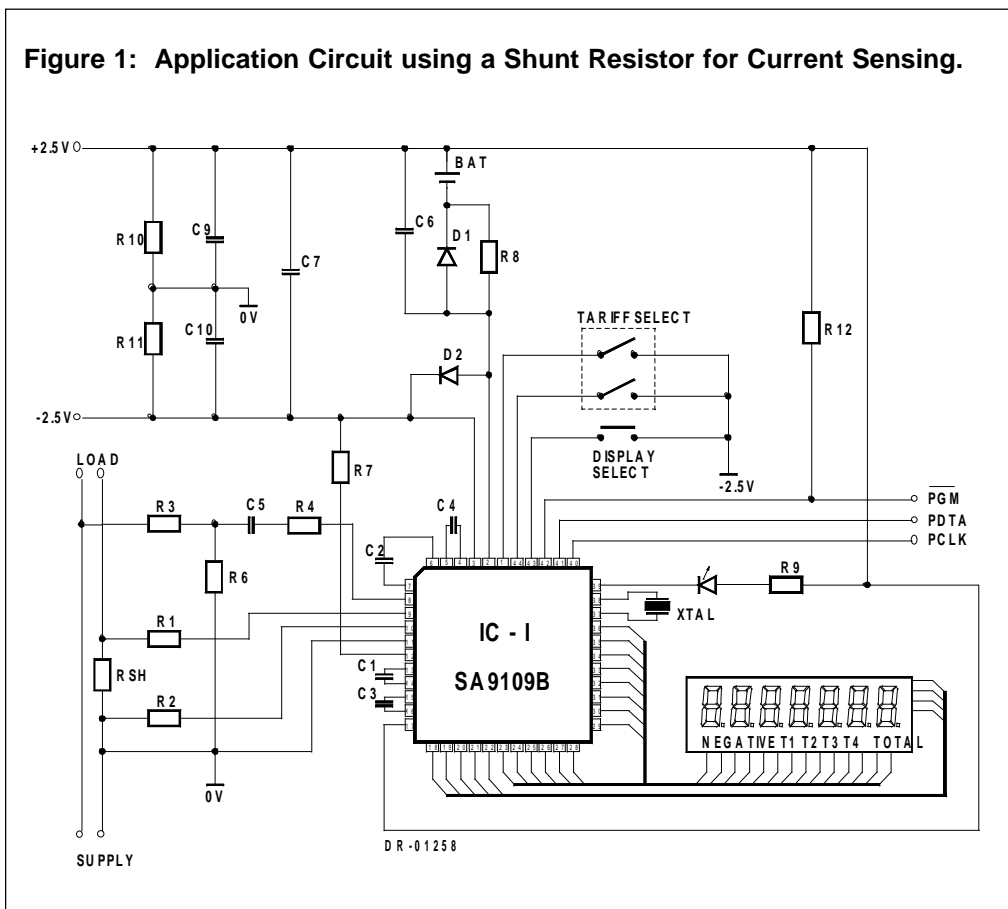 Figure 1: Application Circuit using a Shunt Resistor for Current Sensing.
+2.5V
BAT
R10
C9
C7
C6
D1
R8
0V
R11
C10
TARIFF SELECT
R12
D2
-2.5V
LOAD
R7
DISPLAY
SELECT
-2.5V
PGM
PDTA
PCLK
R3
C5
R4
C4
C2
R6
R9
XTAL
R1
IC - I
SA9109B
RSH
C1
C3
R2
NEGATIVE T1 T2 T3 T4 TOTAL
0V
DR-01258
SUPPLY